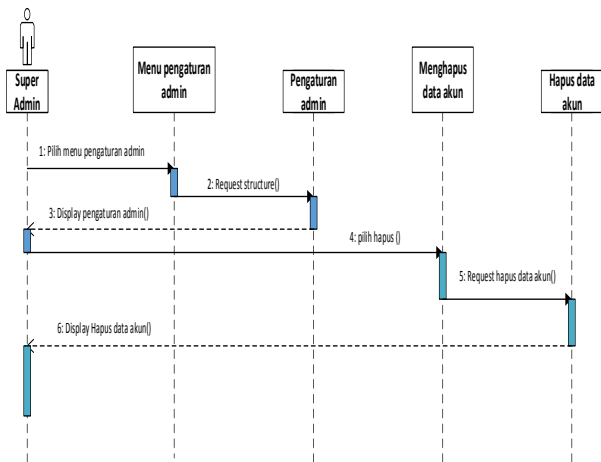 Super
Admin
Menu pengaturan
admin
Pengaturan
admin
Menghapus
data akun
Hapus data
akun
1: Pilih menu pengaturan admin
2: Request structure()
3: Display pengaturan admin()
4: pilih hapus ()
5: Request hapus data akun()
6: Display Hapus data akun()